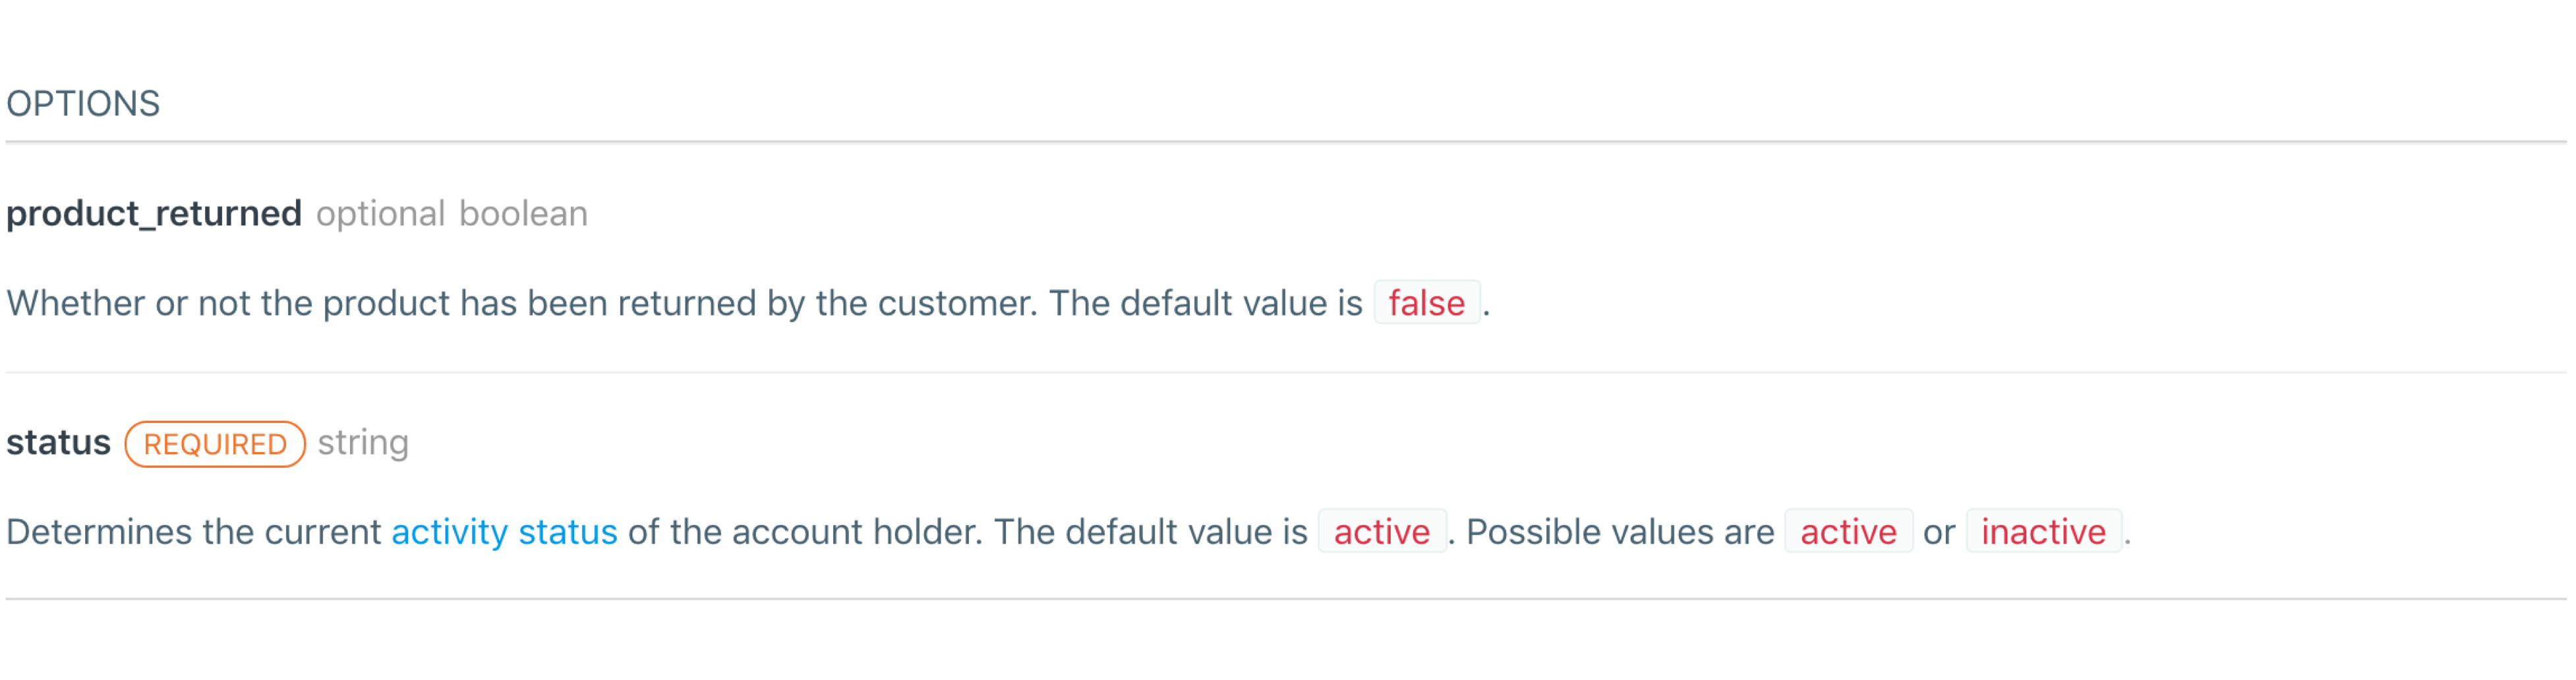 OPTIONS
product_returned optional boolean
Whether or not the product has been returned by the customer. The default value is false .
status REQUIRED string
Determines the current activity status of the account holder. The default value is active . Possible values are active or inactive .